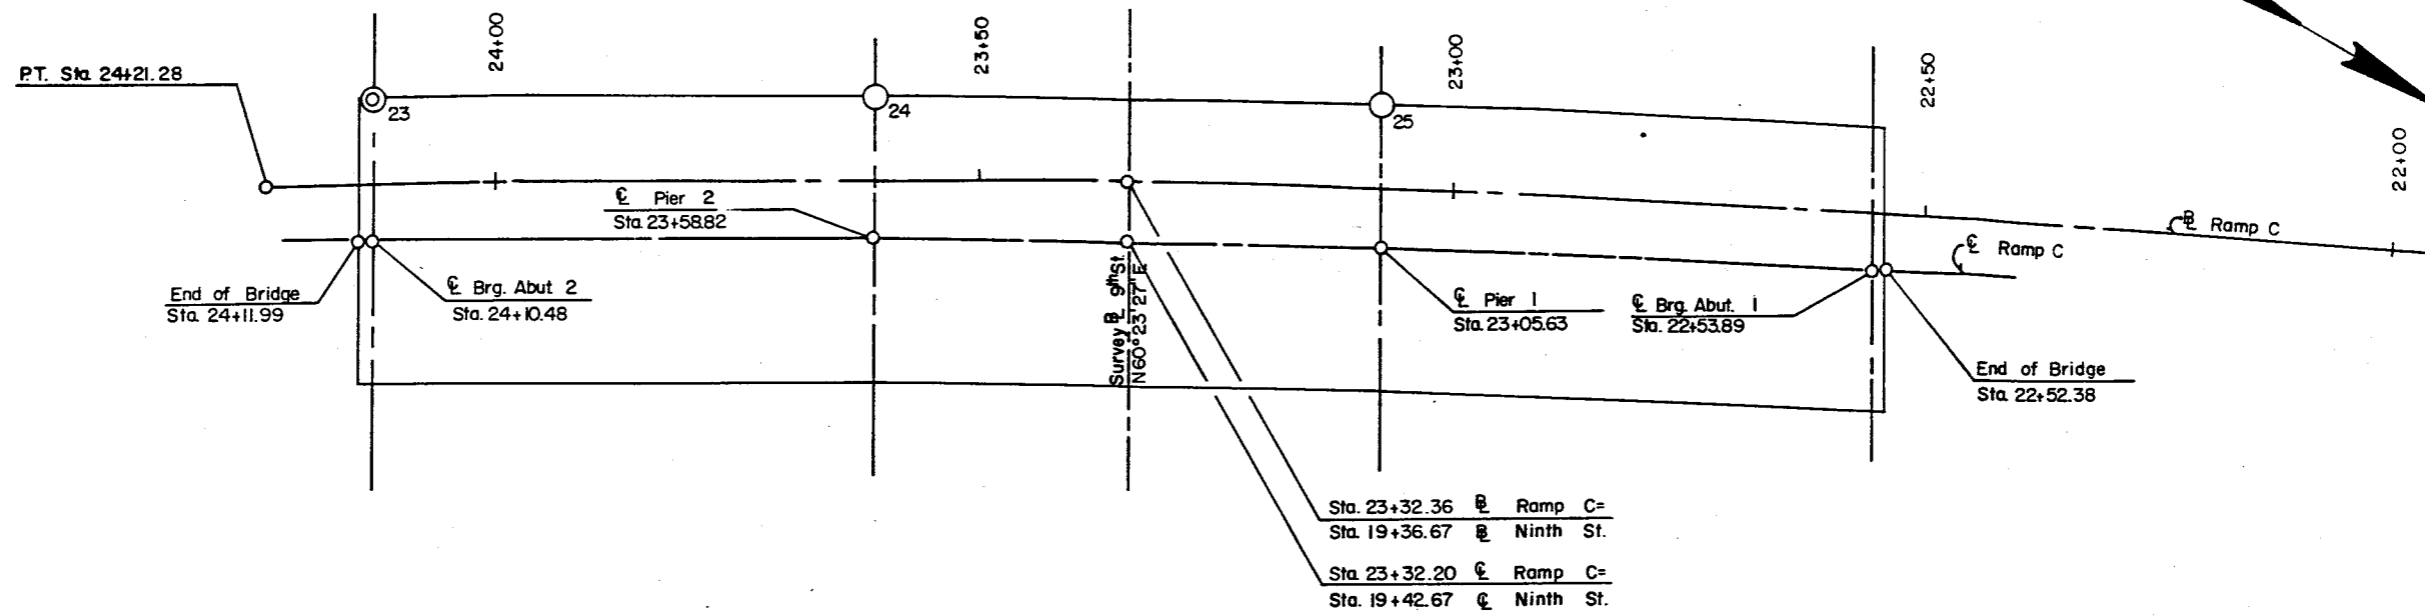 24+00
23+50
23+00
22+50
22+00
P.T. Sta 24+21.28
23
24
25
℄ Pier 2
Sta 23+58.82
End of Bridge
Sta. 24+11.99
℄ Brg. Abut 2
Sta. 24+10.48
Survey B̵L 9th St.
N60°23'27"E
℄ Pier 1
Sta. 23+05.63
℄ Brg. Abut. 1
Sta. 22+53.89
B̵L Ramp C
℄ Ramp C
End of Bridge
Sta 22+52.38
Sta. 23+32.36 B̵L Ramp C=
Sta. 19+36.67 B̵L Ninth St.
Sta 23+32.20 ℄ Ramp C=
Sta. 19+42.67 ℄ Ninth St.